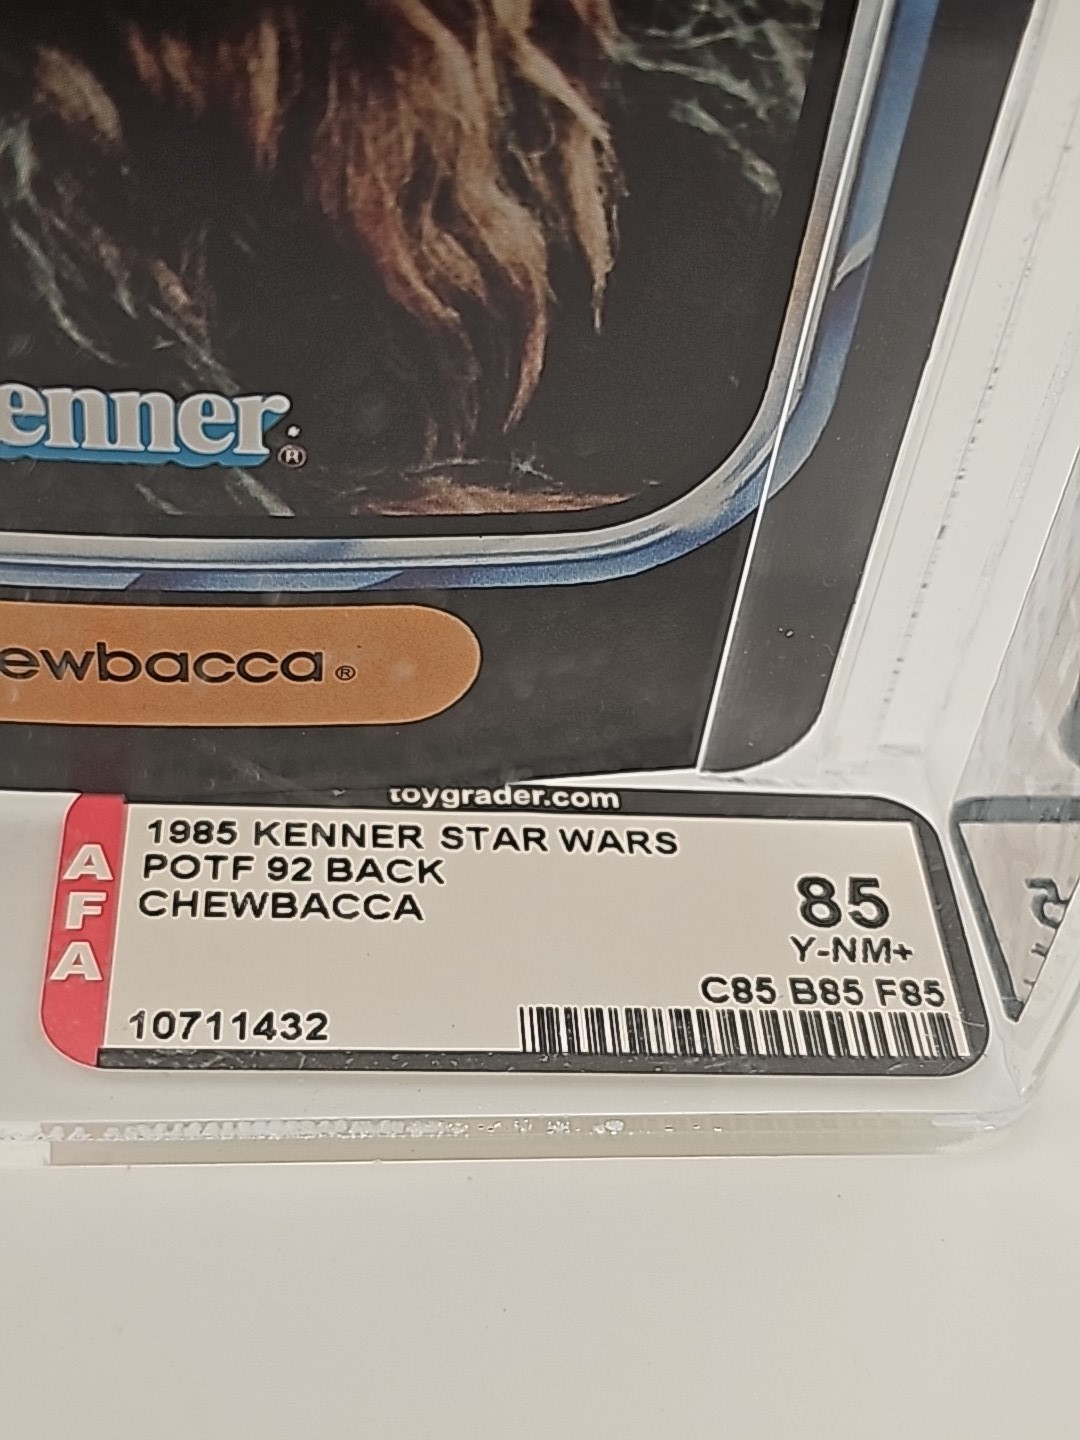 enner®
ewbacca®
toygrader.com
AFA
1985 KENNER STAR WARS
POTF 92 BACK
CHEWBACCA
85
Y-NM+
C85 B85 F85
10711432